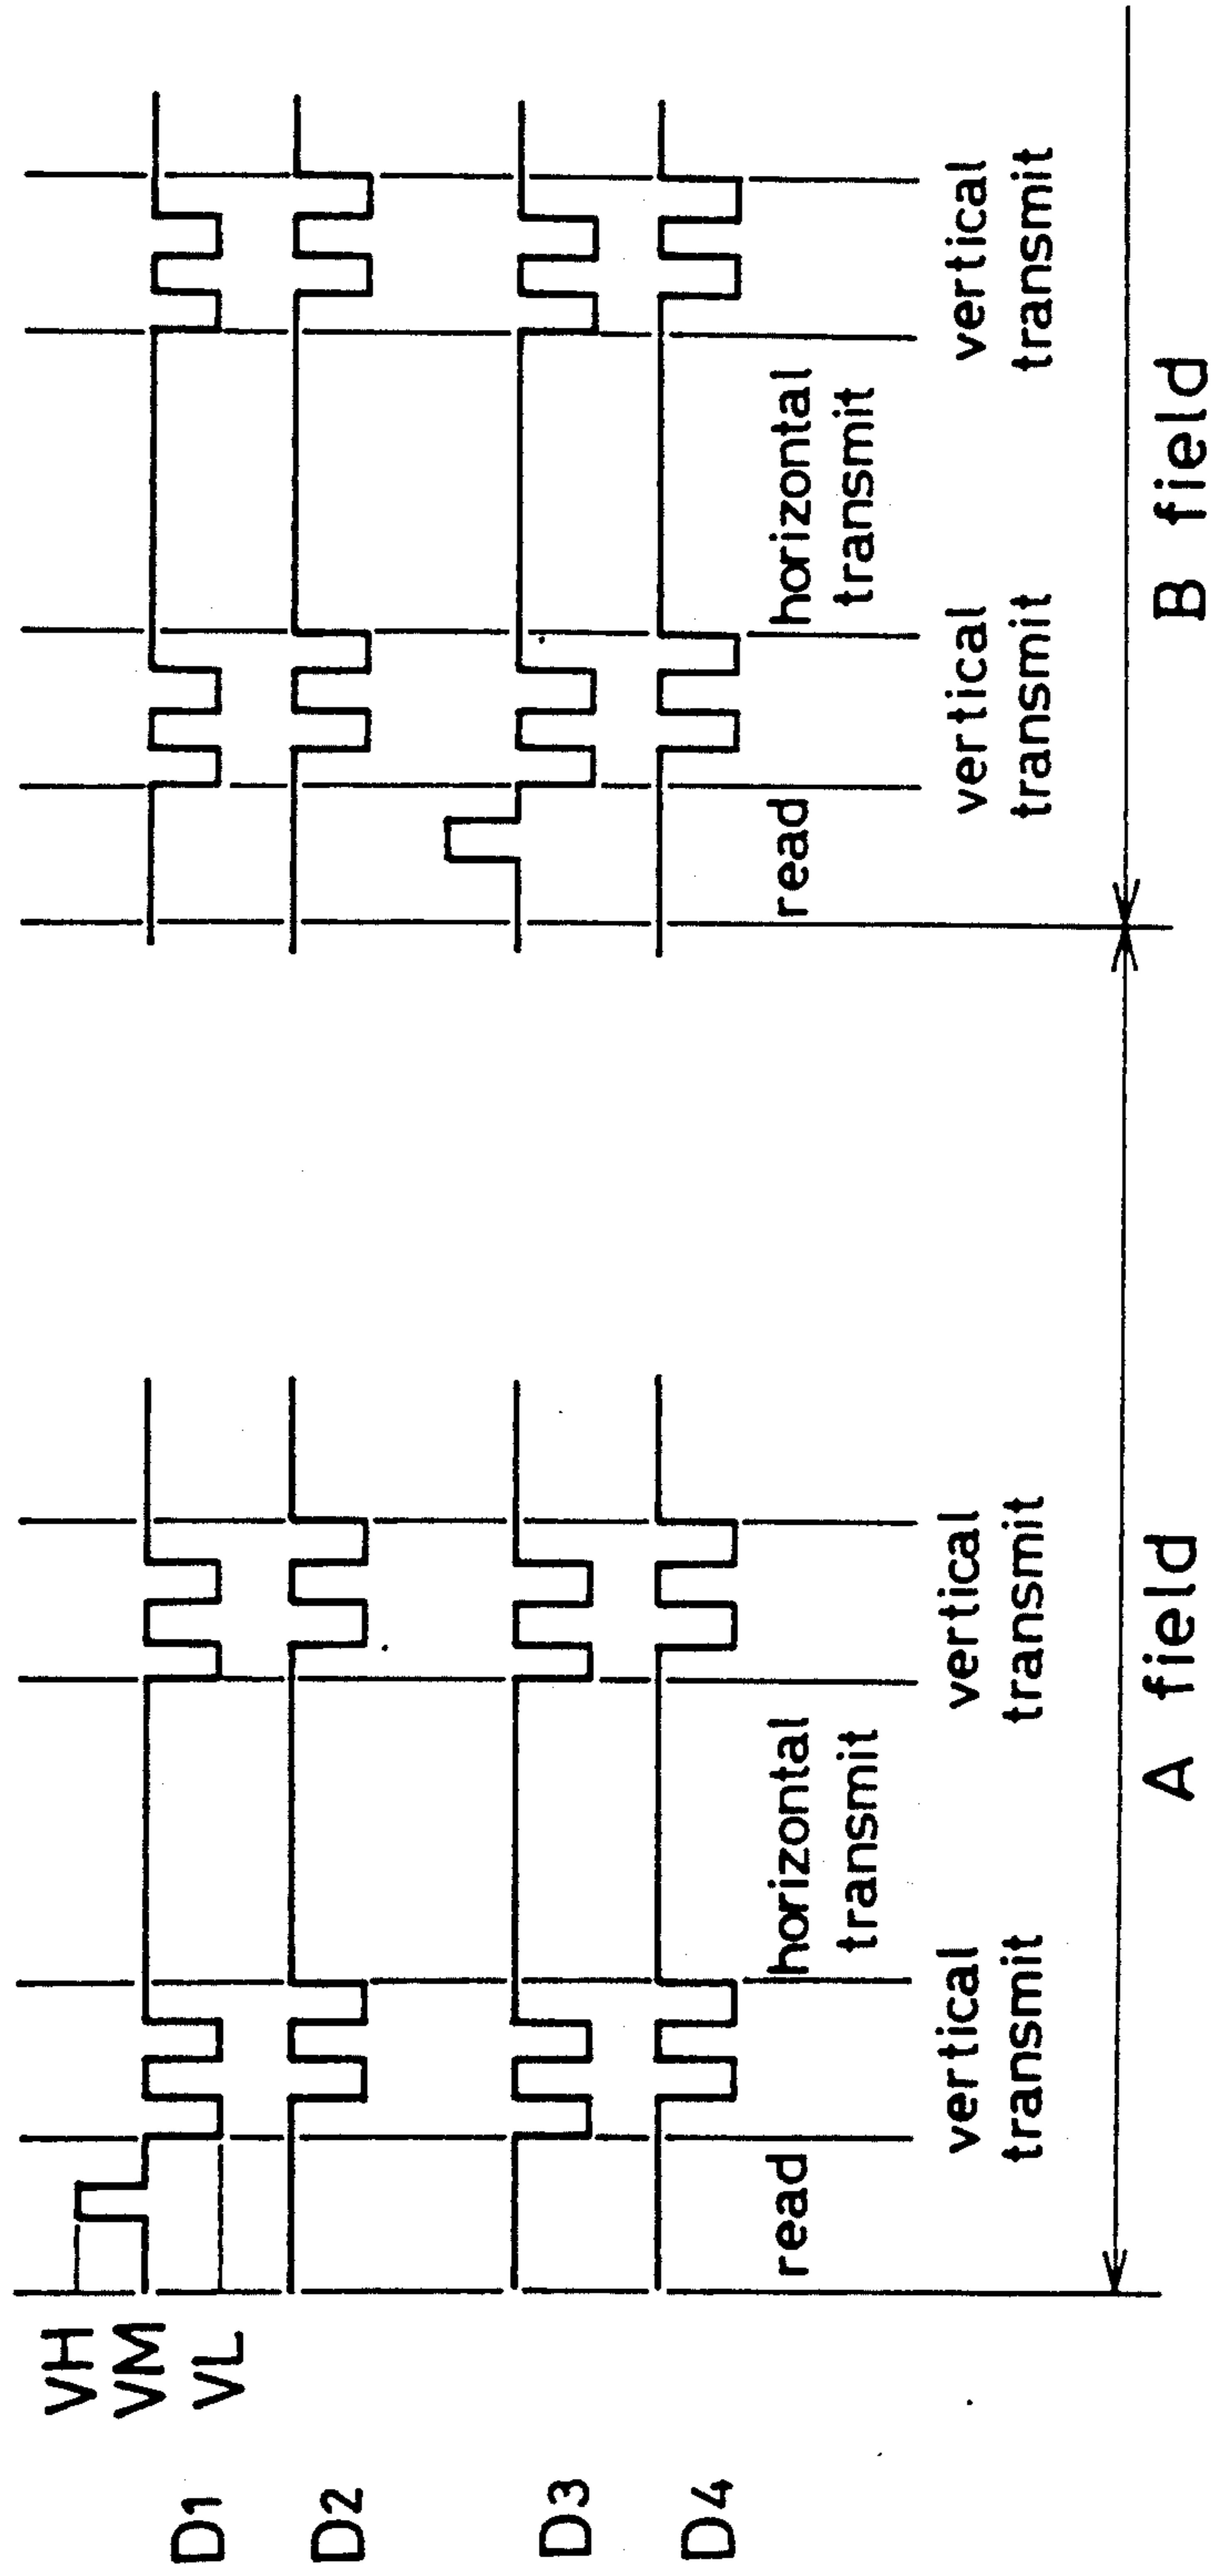 VH
VM
VL
D1
D2
D3
D4
read
vertical
transmit
horizontal
transmit
vertical
transmit
read
vertical
transmit
horizontal
transmit
vertical
transmit
A field
B field